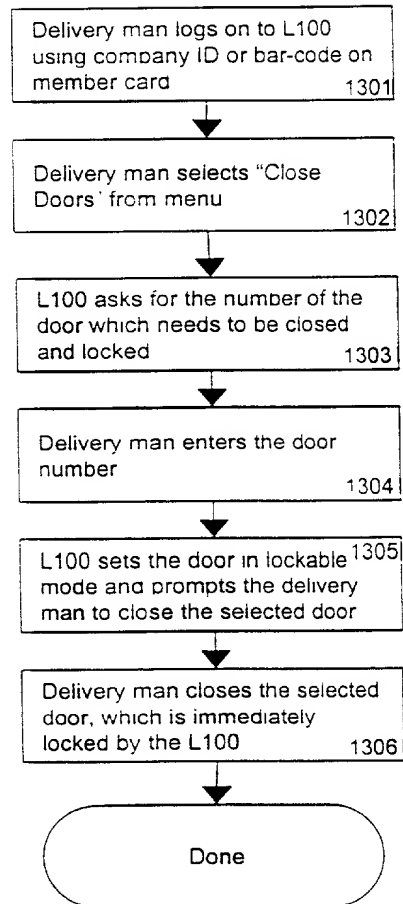 Delivery man logs on to L100
using company ID or bar-code on
member card
1301
Delivery man selects "Close
Doors' from menu
1302
L100 asks for the number of the
door which needs to be closed
and locked
1303
Delivery man enters the door
number
1304
L100 sets the door in lockable 1305
mode and prompts the delivery
man to close the selected door
Delivery man closes the selected
door, which is immediately
locked by the L100
1306
Done